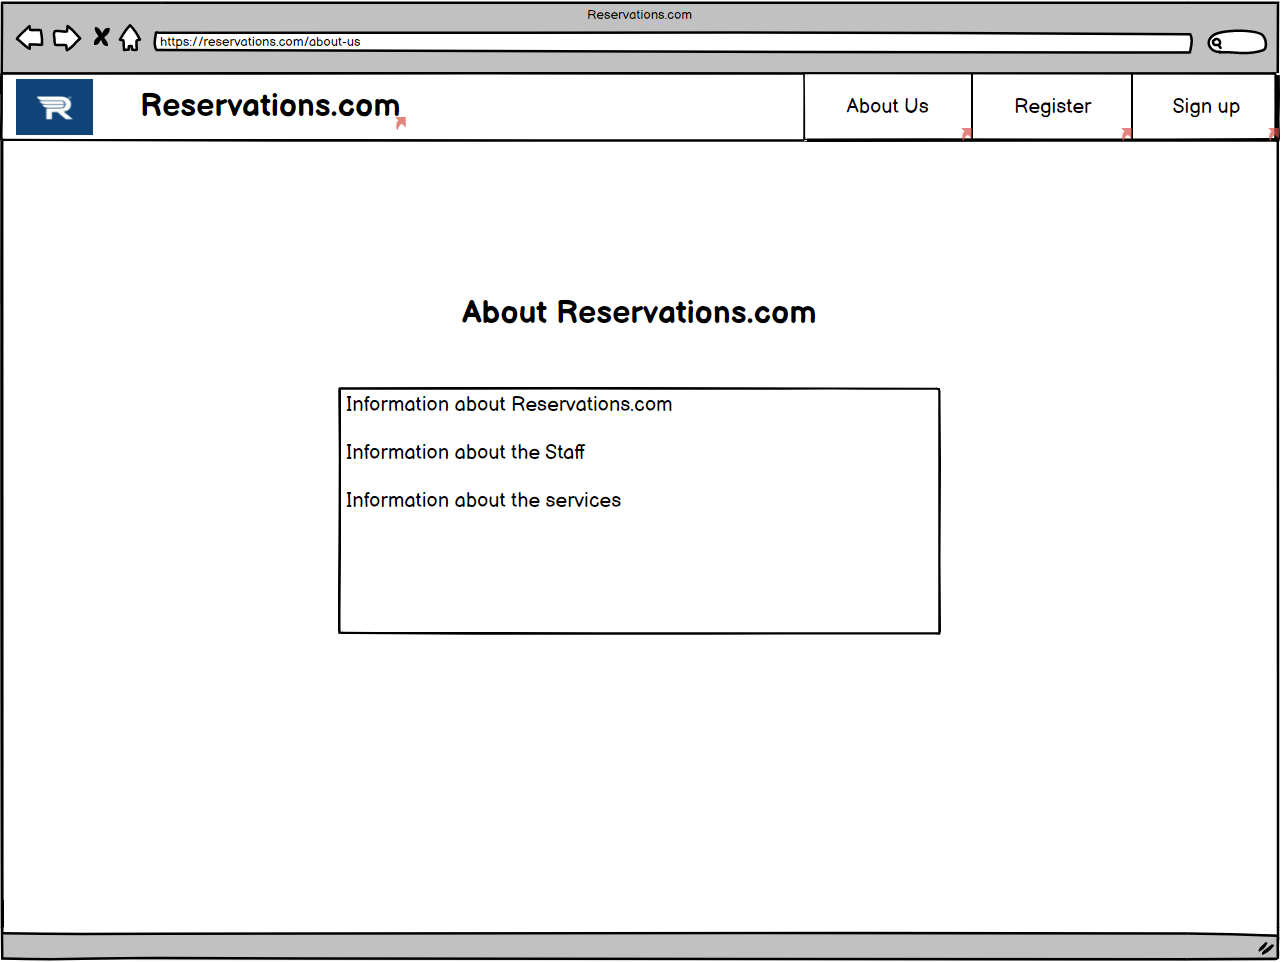 Reservations.com
https://reservations.com/about-us
R
Reservations.com
About Us
Register
Sign up
About Reservations.com
Information about Reservations.com
Information about the Staff
Information about the services